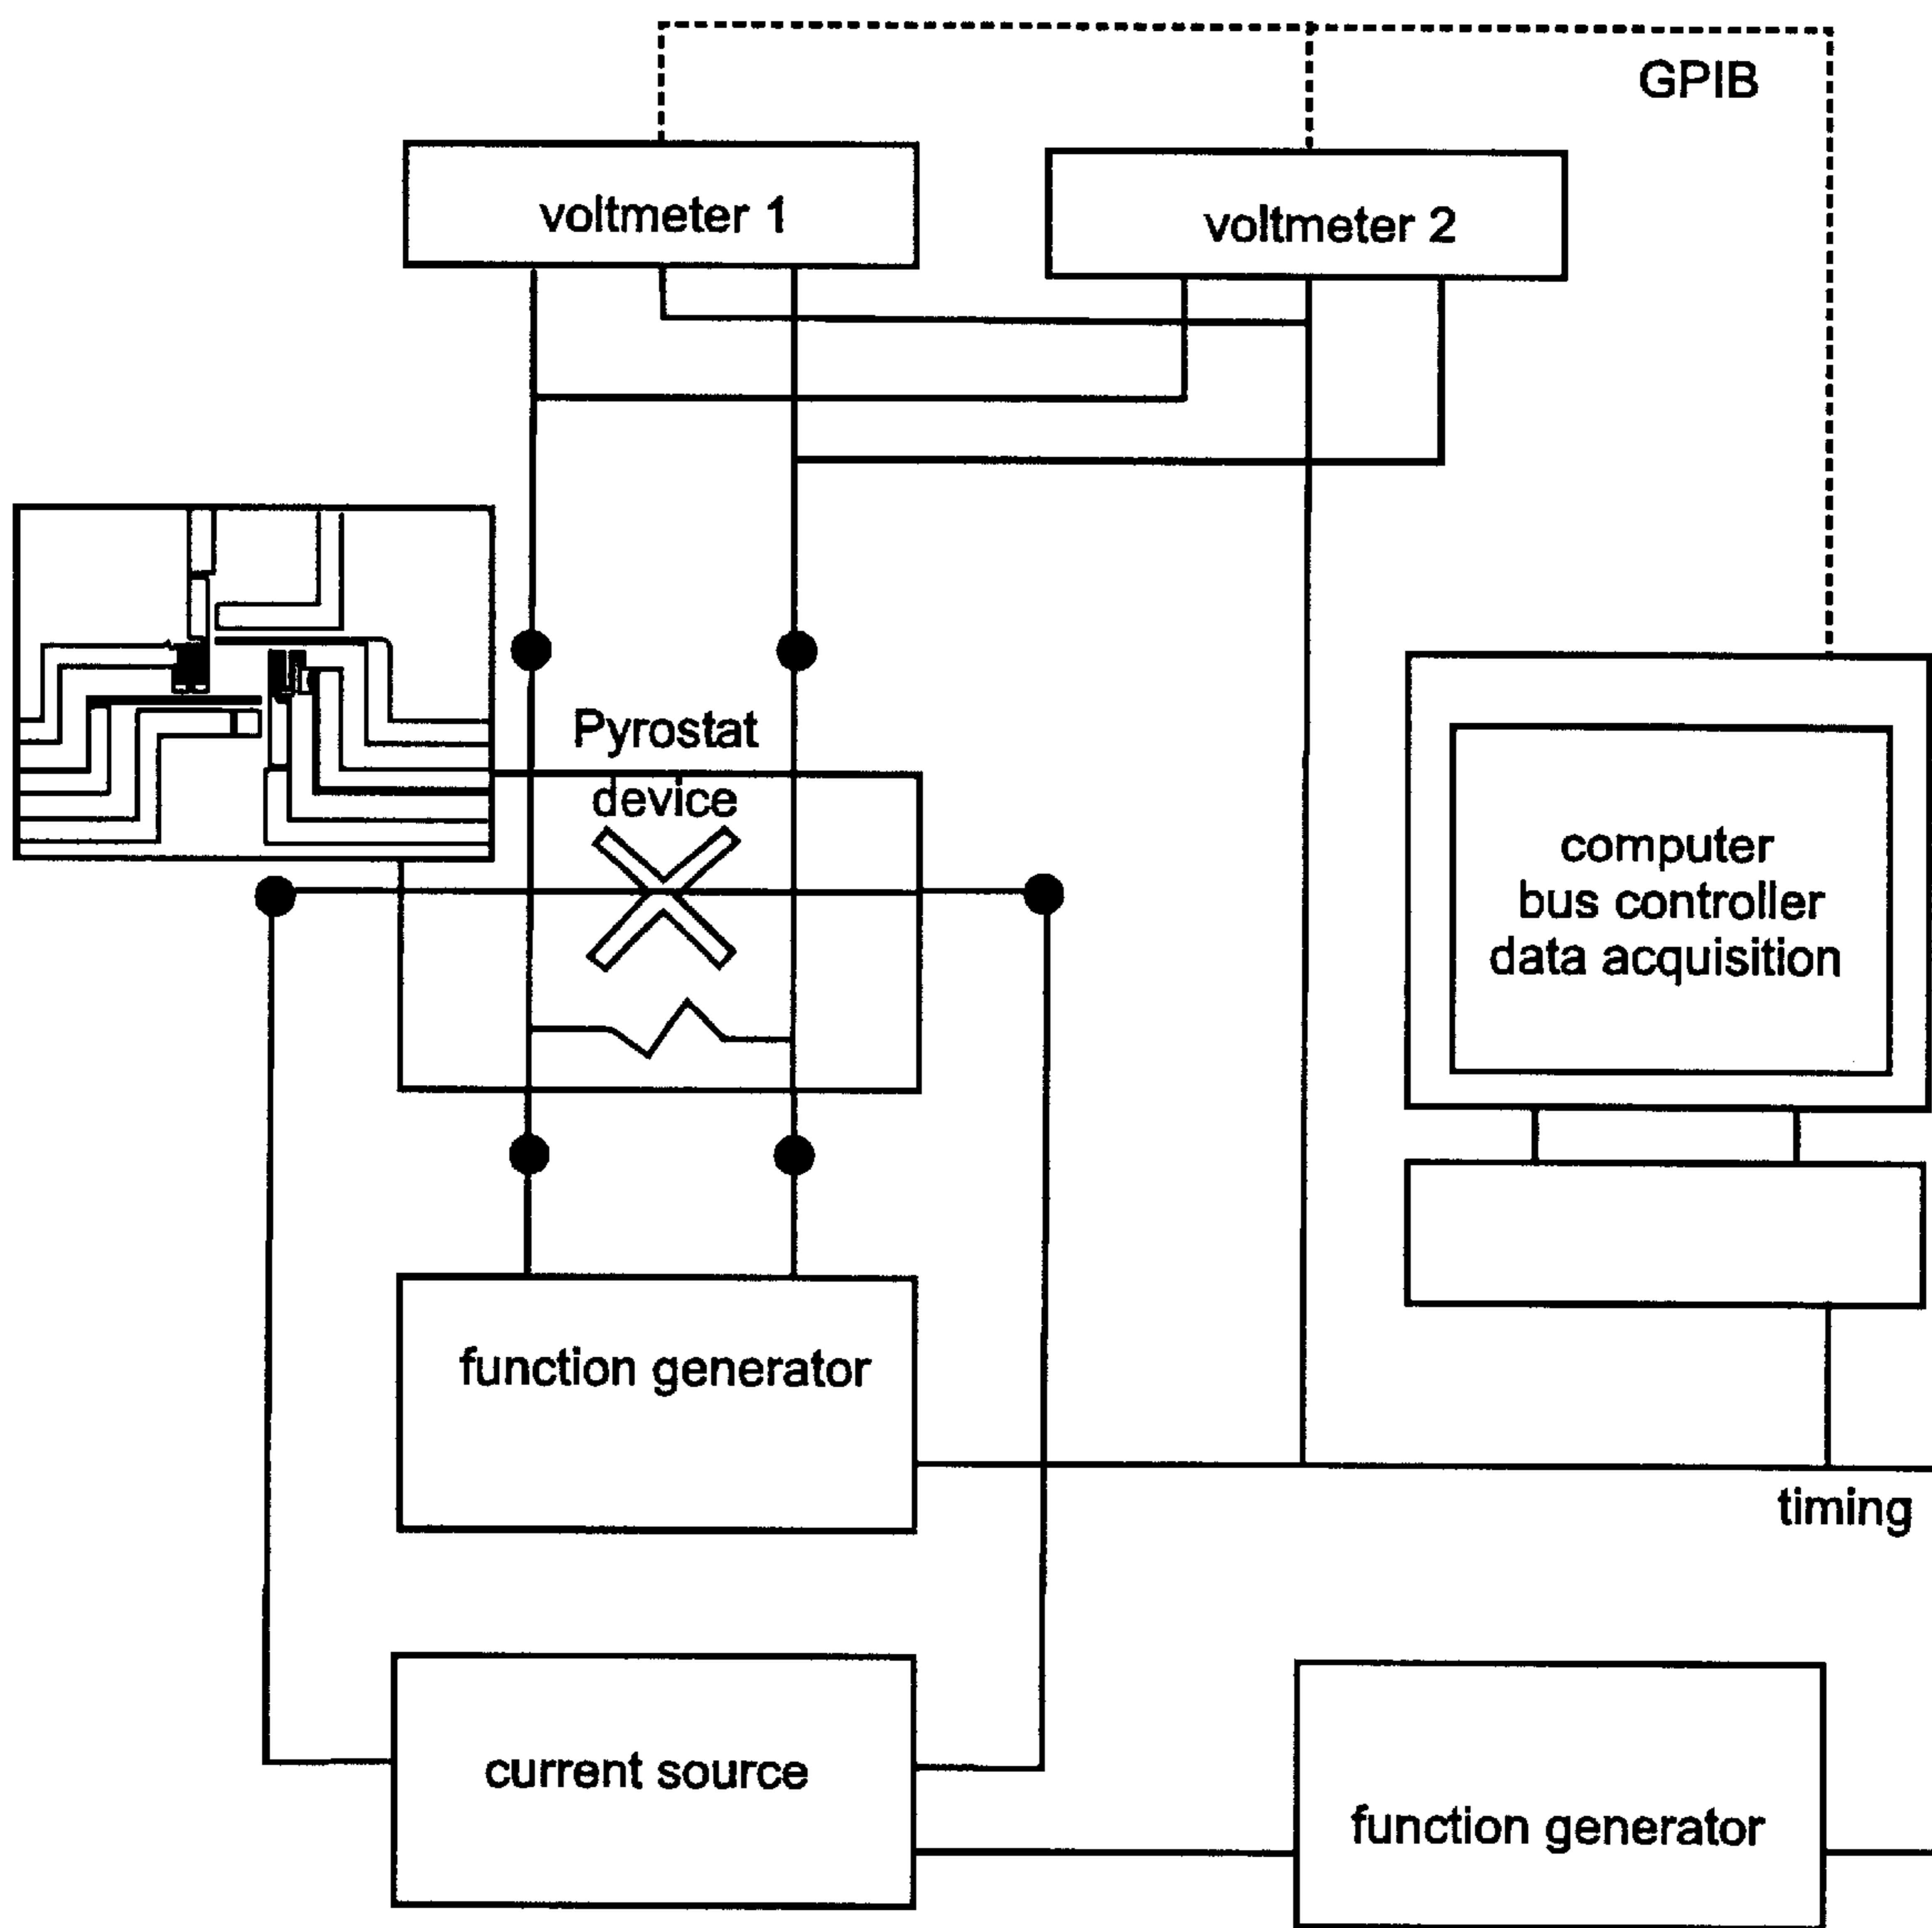 GPIB
voltmeter 1
voltmeter 2
Pyrostat
device
computer
bus controller
data acquisition
function generator
timing
current source
function generator